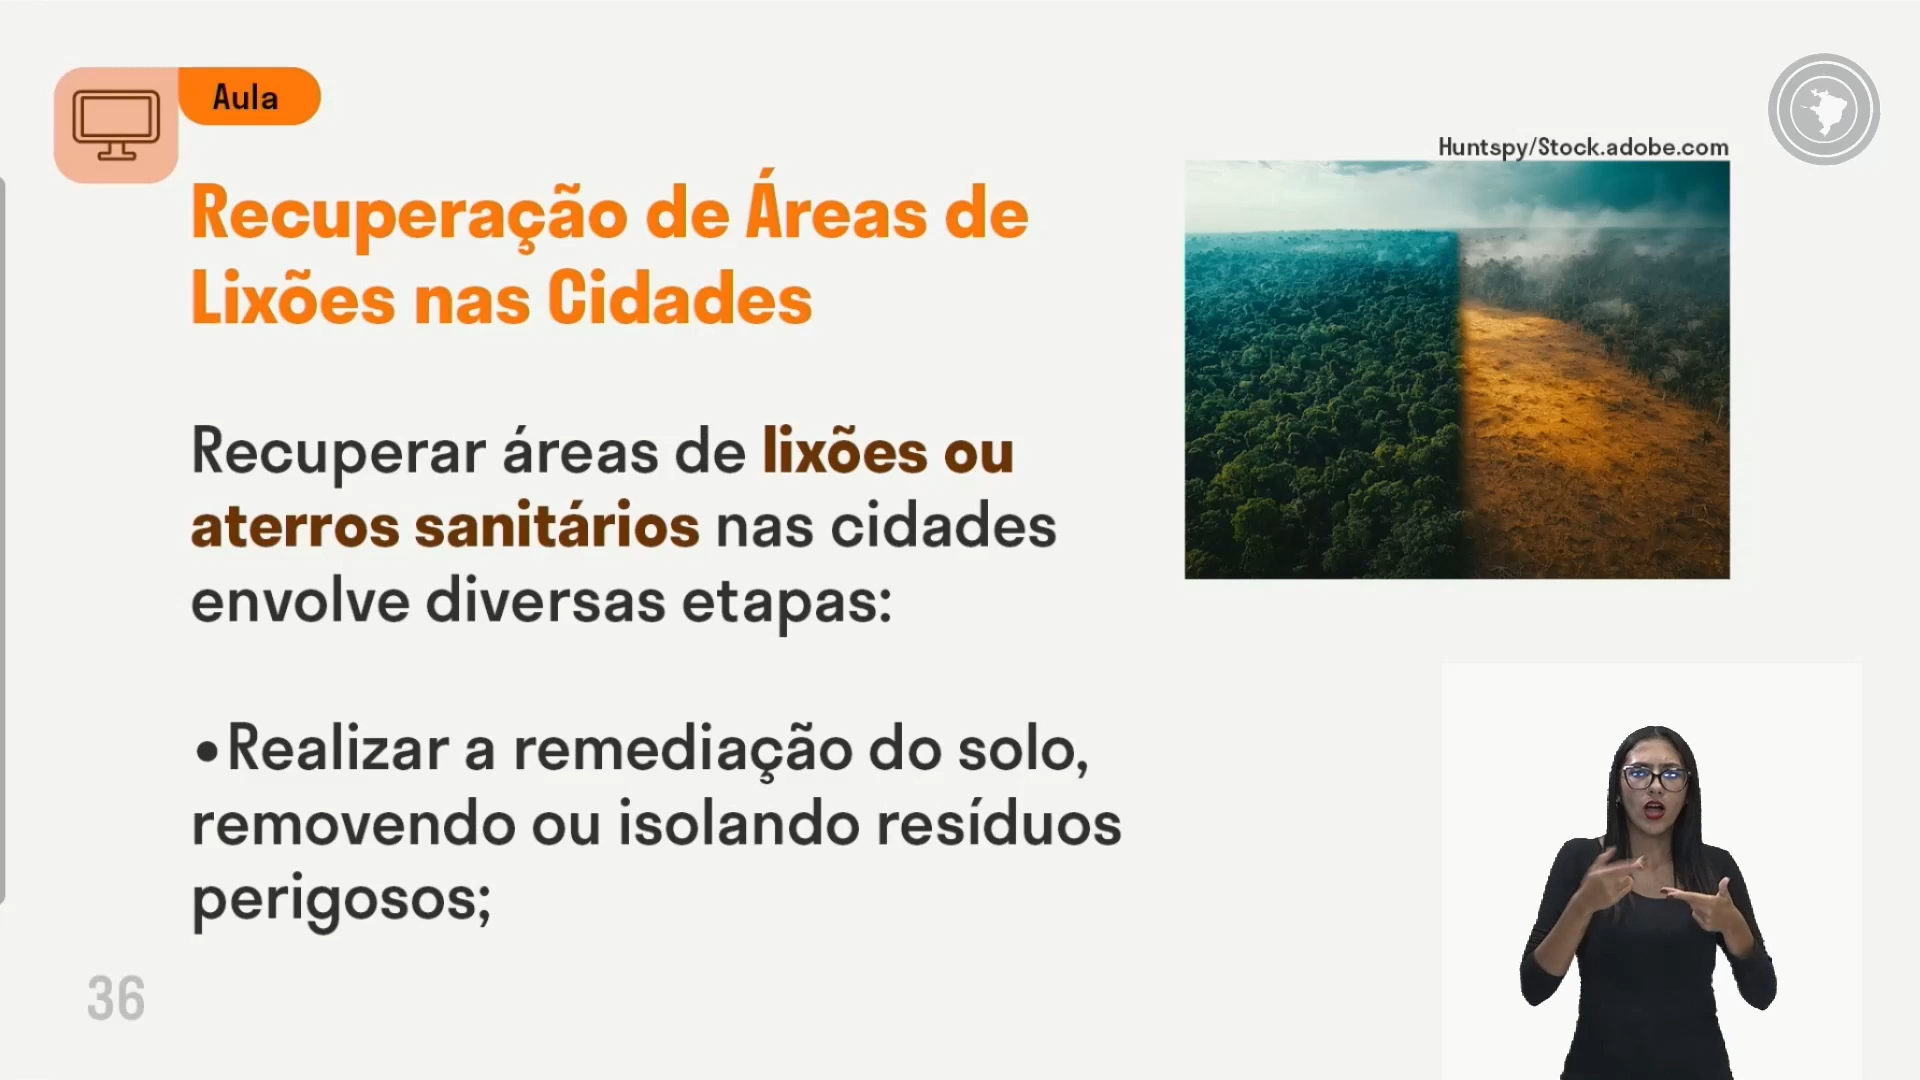 Aula
Huntspy/Stock.adobe.com
Recuperação de Áreas de
Lixões nas Cidades
Recuperar áreas de lixões ou
aterros sanitários nas cidades
envolve diversas etapas:
•Realizar a remediação do solo,
removendo ou isolando resíduos
perigosos;
36